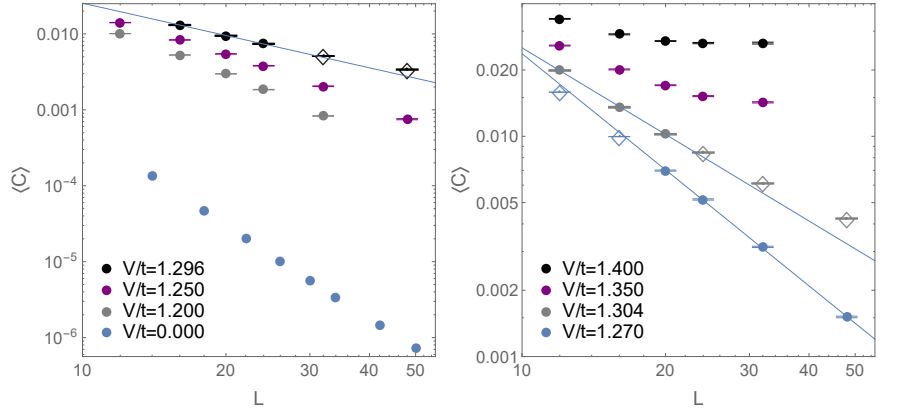 0.010
0.001
10⁻⁴
10⁻⁵
10⁻⁶
⟨C⟩
V/t=1.296
V/t=1.250
V/t=1.200
V/t=0.000
10 20 30 40 50
L
0.020
0.010
0.005
0.002
0.001
⟨C⟩
V/t=1.400
V/t=1.350
V/t=1.304
V/t=1.270
10 20 30 40 50
L